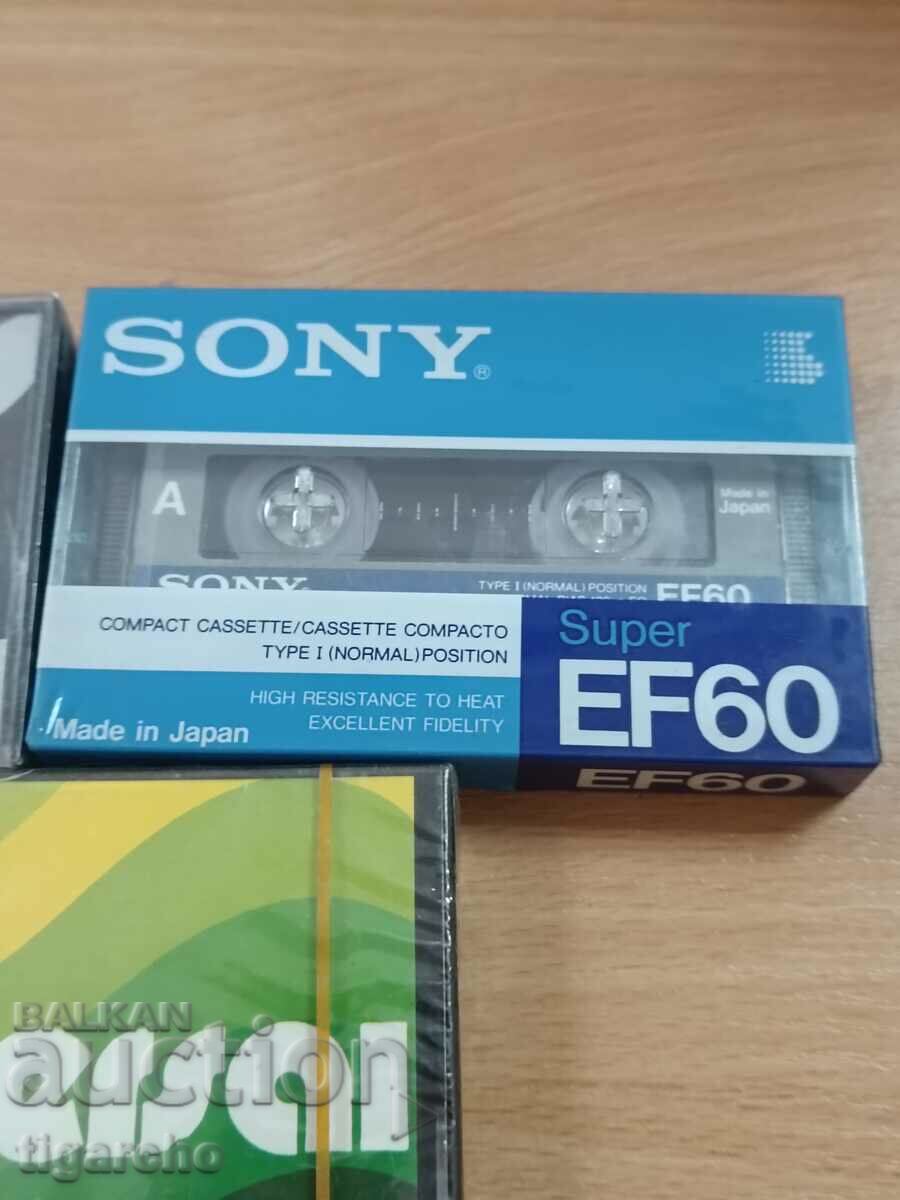 SONY®
A
Made in
Japan
SONY
TYPE I (NORMAL) POSITION
EF60
COMPACT CASSETTE/CASSETTE COMPACTO
TYPE I (NORMAL) POSITION
Super
EF60
HIGH RESISTANCE TO HEAT
EXCELLENT FIDELITY
Made in Japan
EF60
BALKAN
auction
tigareho